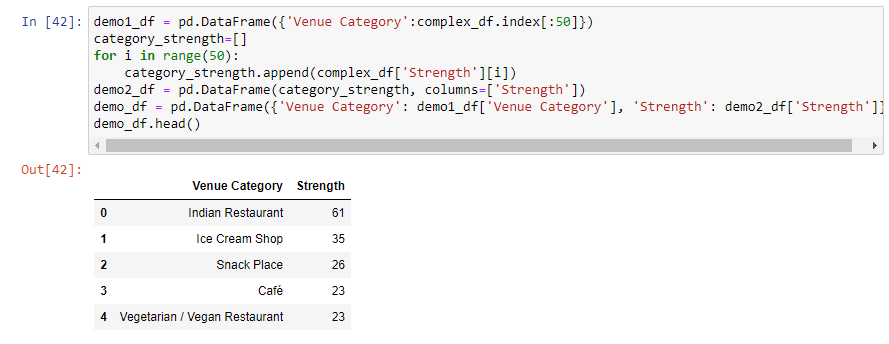 In [42]: demo1_df = pd.DataFrame({'Venue Category':complex_df.index[:50]})
category_strength=[]
for i in range(50):
    category_strength.append(complex_df['Strength'][i])
demo2_df = pd.DataFrame(category_strength, columns=['Strength'])
demo_df = pd.DataFrame({'Venue Category': demo1_df['Venue Category'], 'Strength': demo2_df['Strength']}
demo_df.head()
Out[42]:
Venue Category Strength
0 Indian Restaurant 61
1 Ice Cream Shop 35
2 Snack Place 26
3 Café 23
4 Vegetarian / Vegan Restaurant 23